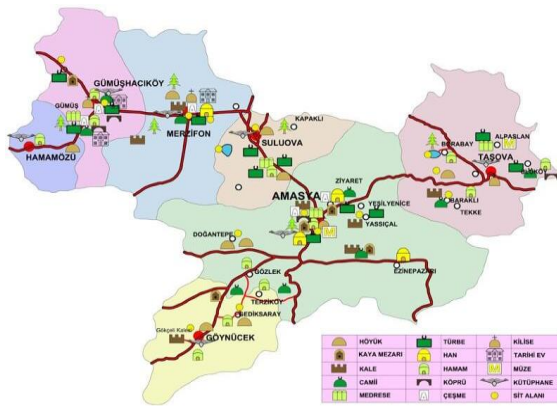 GÜMÜŞHACIKÖY
GÜMÜŞ
HAMAMÖZÜ
MERZİFON
KAPAKLI
SULUOVA
BORABAY
ALPASLAN
TAŞOVA
BARAKLI
TEKKE
ZİYARET
AMASYA
YEŞİLYENİCE
YASSIÇAL
DOĞANTEPE
EZİNEPAZARI
GÖZLEK
TERZİKÖY
BEDİKSARAY
Gökçeli Kalesi
GÖYNÜCEK
HÖYÜK TÜRBE KİLİSE
KAYA MEZARI HAN TARİHİ EV
KALE HAMAM MÜZE
CAMİİ KÖPRÜ KÜTÜPHANE
MEDRESE ÇEŞME SİT ALANI